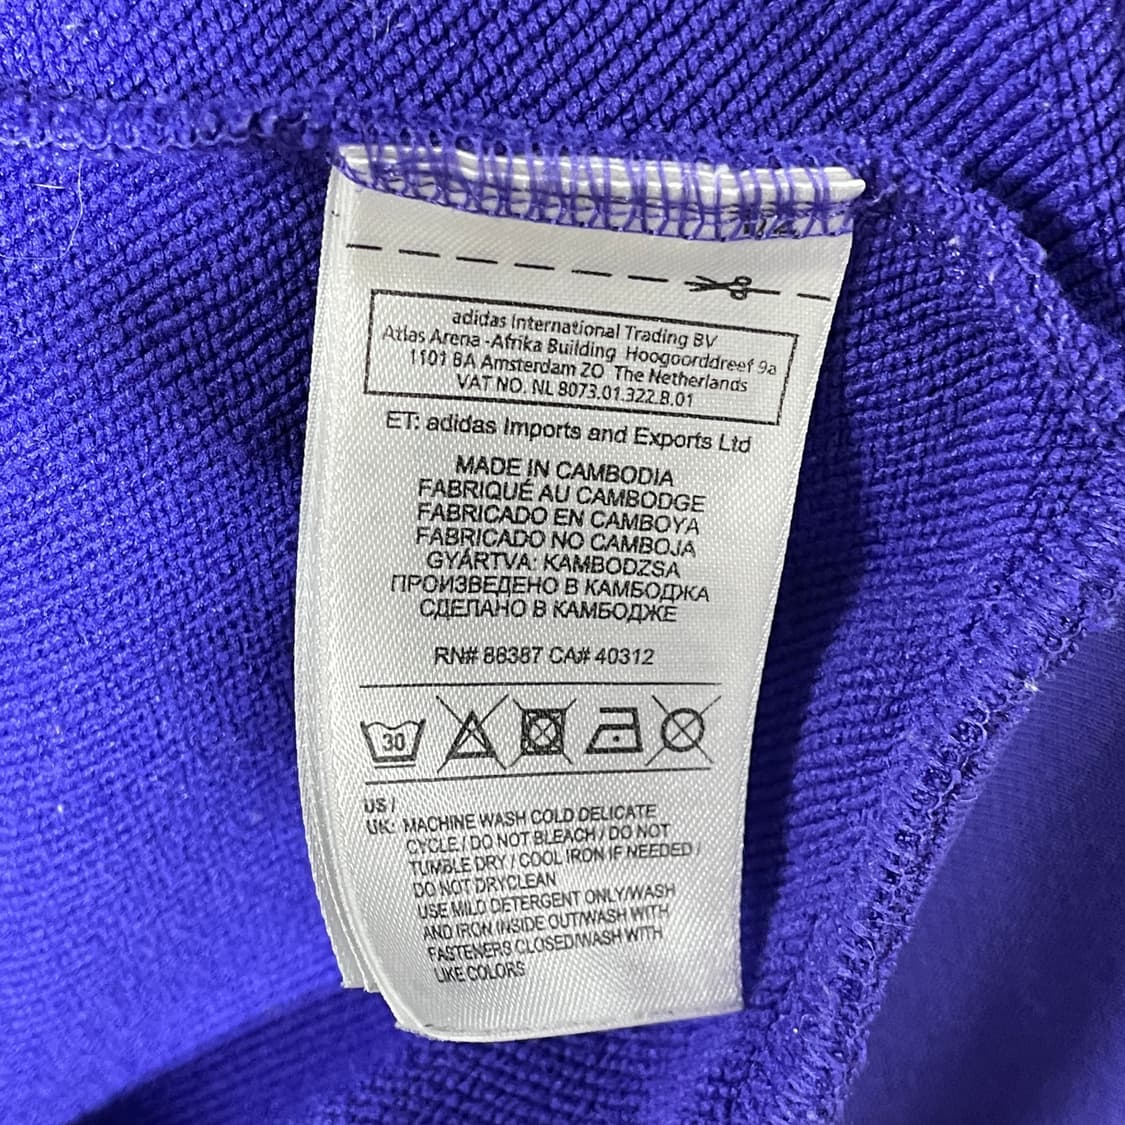 adidas International Trading BV
Atlas Arena -Afrika Building Hoogoorddreef 9a
1101 BA Amsterdam ZO The Netherlands
VAT NO. NL 8073.01.322.B.01
ET: adidas Imports and Exports Ltd
MADE IN CAMBODIA
FABRIQUÉ AU CAMBODGE
FABRICADO EN CAMBOYA
FABRICADO NO CAMBOJA
GYÁRTVA: KAMBODZSA
ПРОИЗВЕДЕНО В КАМБОДЖА
СДЕЛАНО В КАМБОДЖЕ
RN# 88387 CA# 40312
30
US /
UK: MACHINE WASH COLD DELICATE
CYCLE / DO NOT BLEACH / DO NOT
TUMBLE DRY / COOL IRON IF NEEDED /
DO NOT DRYCLEAN
USE MILD DETERGENT ONLY/WASH
AND IRON INSIDE OUT/WASH WITH
FASTENERS CLOSED/WASH WITH
LIKE COLORS